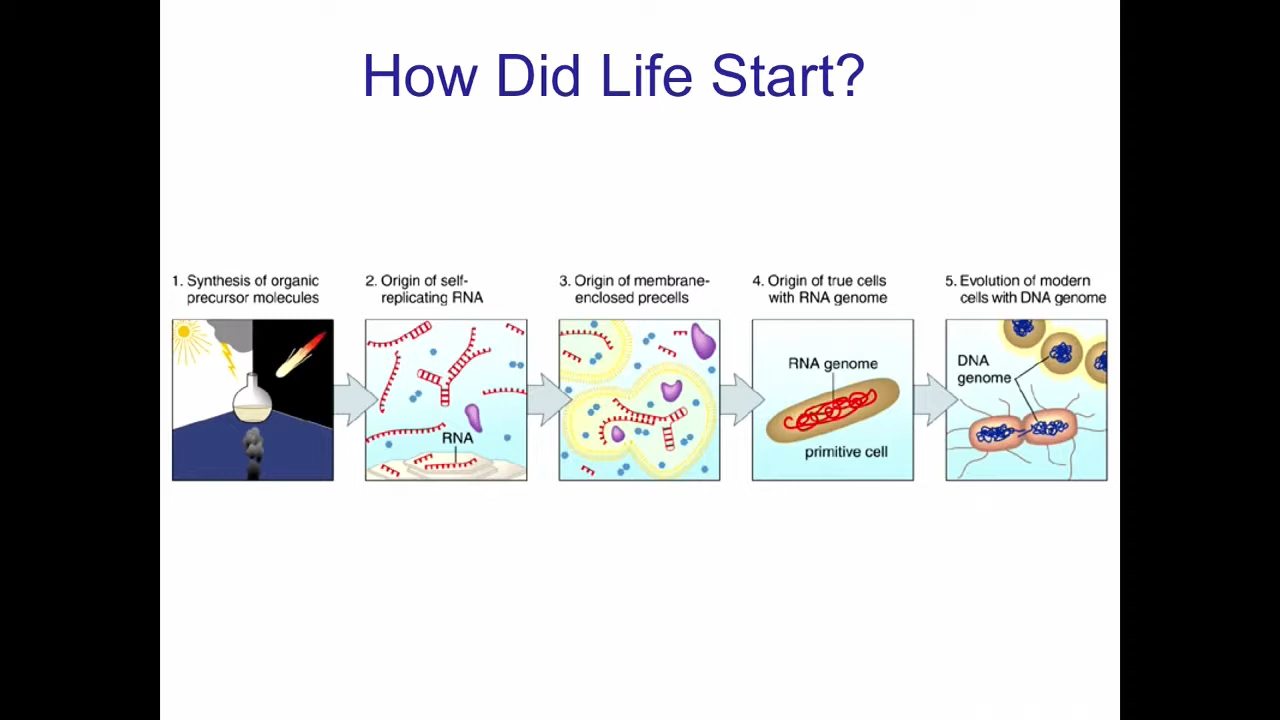 How Did Life Start?
1. Synthesis of organic
precursor molecules
2. Origin of self-
replicating RNA
3. Origin of membrane-
enclosed precells
4. Origin of true cells
with RNA genome
5. Evolution of modern
cells with DNA genome
RNA
RNA genome
primitive cell
DNA
genome